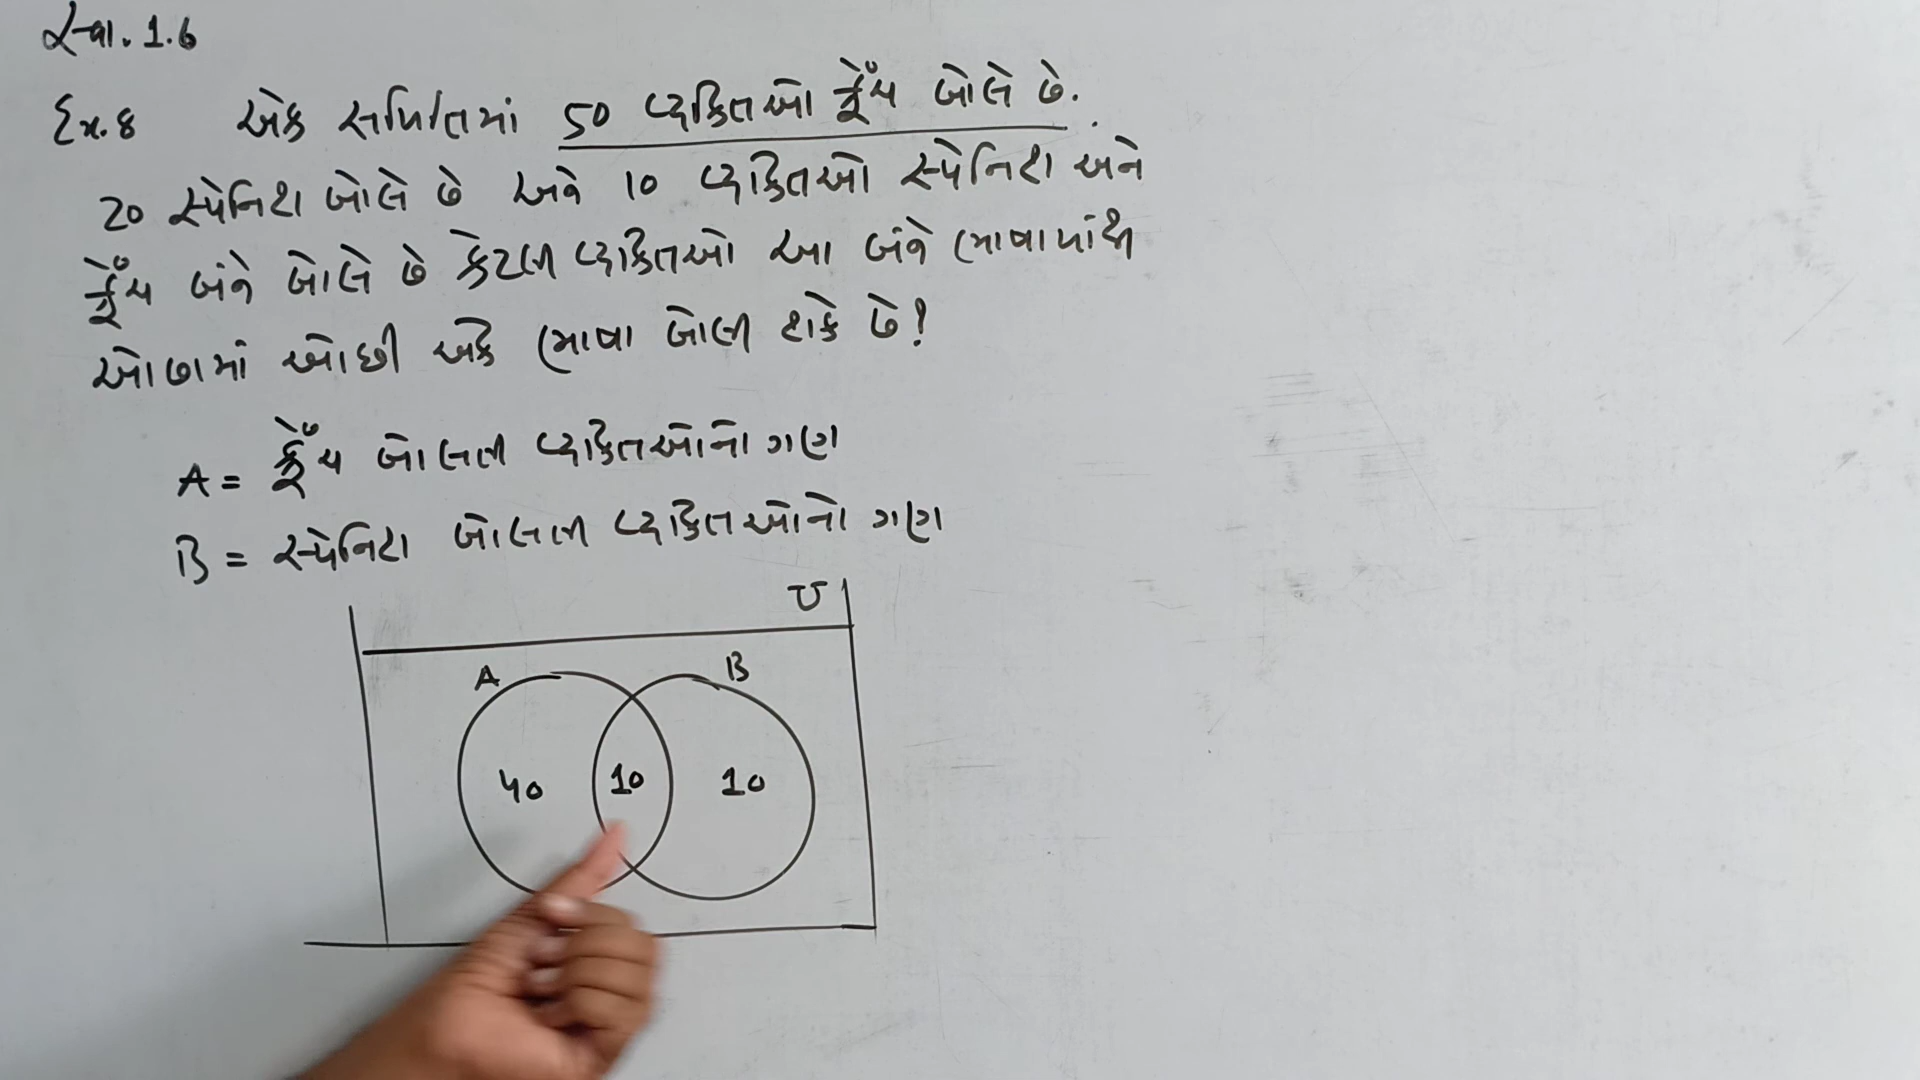 સ્વા. 1.6
Ex. 8 એક સમિતિમાં 50 વ્યક્તિઓ ફ્રેંચ બોલે છે.
20 સ્પેનિશ બોલે છે અને 10 વ્યક્તિઓ સ્પેનિશ અને
ફ્રેંચ બંને બોલે છે કેટલી વ્યક્તિઓ આ બંને ભાષામાંથી
ઓછામાં ઓછી એક ભાષા બોલી શકે છે?
A = ફ્રેંચ બોલતી વ્યક્તિઓનો ગણ
B = સ્પેનિશ બોલતી વ્યક્તિઓનો ગણ
U
A B
40 10 10